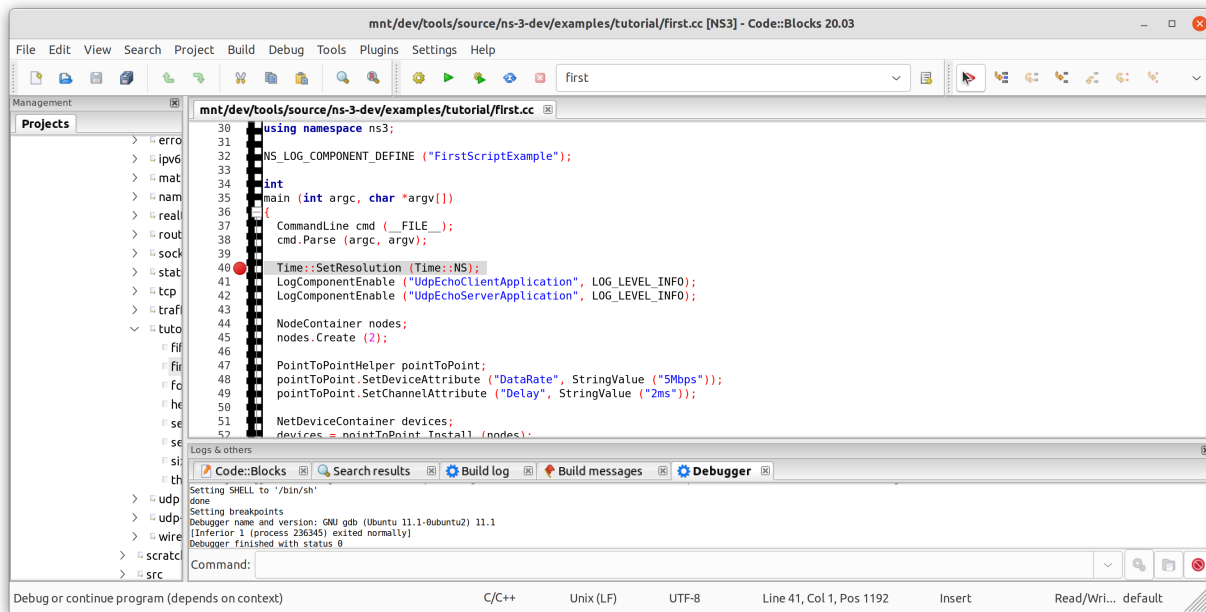 mnt/dev/tools/source/ns-3-dev/examples/tutorial/first.cc [NS3] - Code::Blocks 20.03
File Edit View Search Project Build Debug Tools Plugins Settings Help
first
Management
Projects
erro
ipv6
mat
nam
real
rout
sock
stat
tcp
traf
tuto
fif
fir
fo
he
se
se
si
th
udp
udp-
wire
scratc
src
mnt/dev/tools/source/ns-3-dev/examples/tutorial/first.cc
30 using namespace ns3;
31
32 NS_LOG_COMPONENT_DEFINE ("FirstScriptExample");
33
34 int
35 main (int argc, char *argv[])
36 {
37 CommandLine cmd (__FILE__);
38 cmd.Parse (argc, argv);
39
40 Time::SetResolution (Time::NS);
41 LogComponentEnable ("UdpEchoClientApplication", LOG_LEVEL_INFO);
42 LogComponentEnable ("UdpEchoServerApplication", LOG_LEVEL_INFO);
43
44 NodeContainer nodes;
45 nodes.Create (2);
46
47 PointToPointHelper pointToPoint;
48 pointToPoint.SetDeviceAttribute ("DataRate", StringValue ("5Mbps"));
49 pointToPoint.SetChannelAttribute ("Delay", StringValue ("2ms"));
50
51 NetDeviceContainer devices;
52 devices = pointToPoint.Install (nodes);
Logs & others
Code::Blocks Search results Build log Build messages Debugger
Setting SHELL to '/bin/sh'
done
Setting breakpoints
Debugger name and version: GNU gdb (Ubuntu 11.1-0ubuntu2) 11.1
[Inferior 1 (process 236345) exited normally]
Debugger finished with status 0
Command:
Debug or continue program (depends on context) C/C++ Unix (LF) UTF-8 Line 41, Col 1, Pos 1192 Insert Read/Wri... default